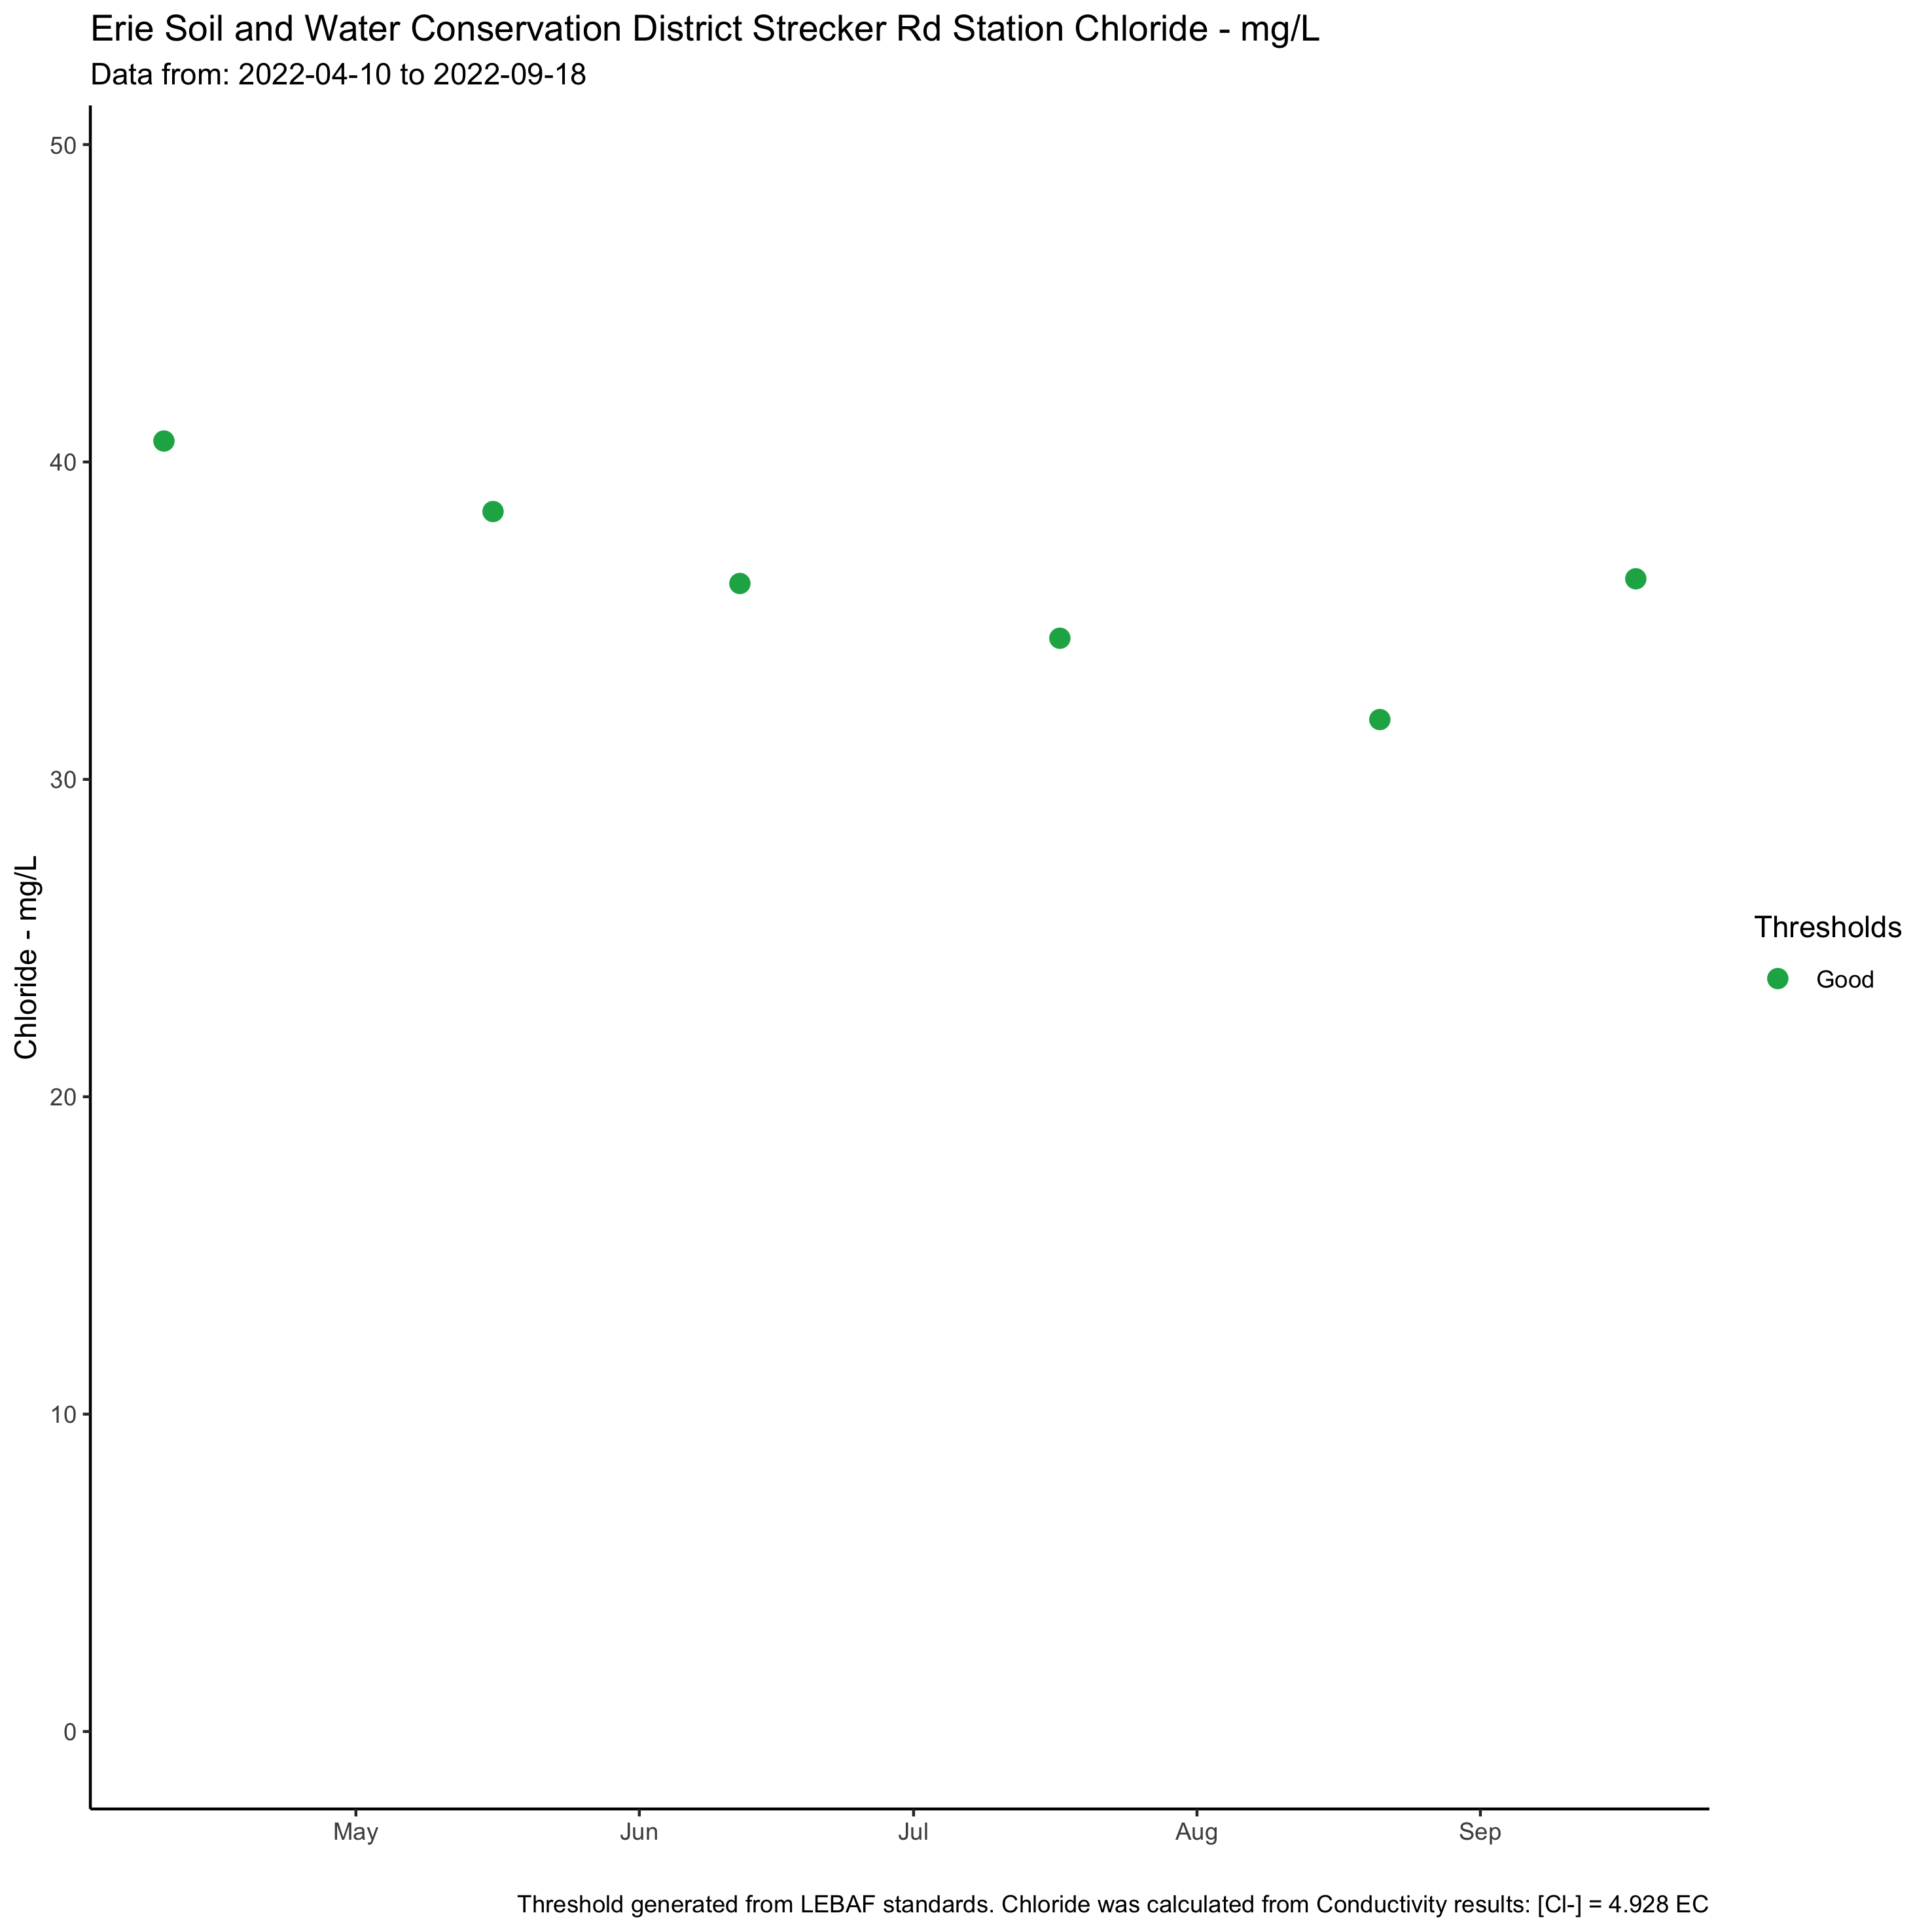 Erie Soil and Water Conservation District Strecker Rd Station Chloride - mg/L
Data from: 2022-04-10 to 2022-09-18
50
40
30
20
10
0
Chloride - mg/L
May Jun Jul Aug Sep
Thresholds
Good
Threshold generated from LEBAF standards. Chloride was calculated from Conductivity results: [Cl-] = 4.928 EC